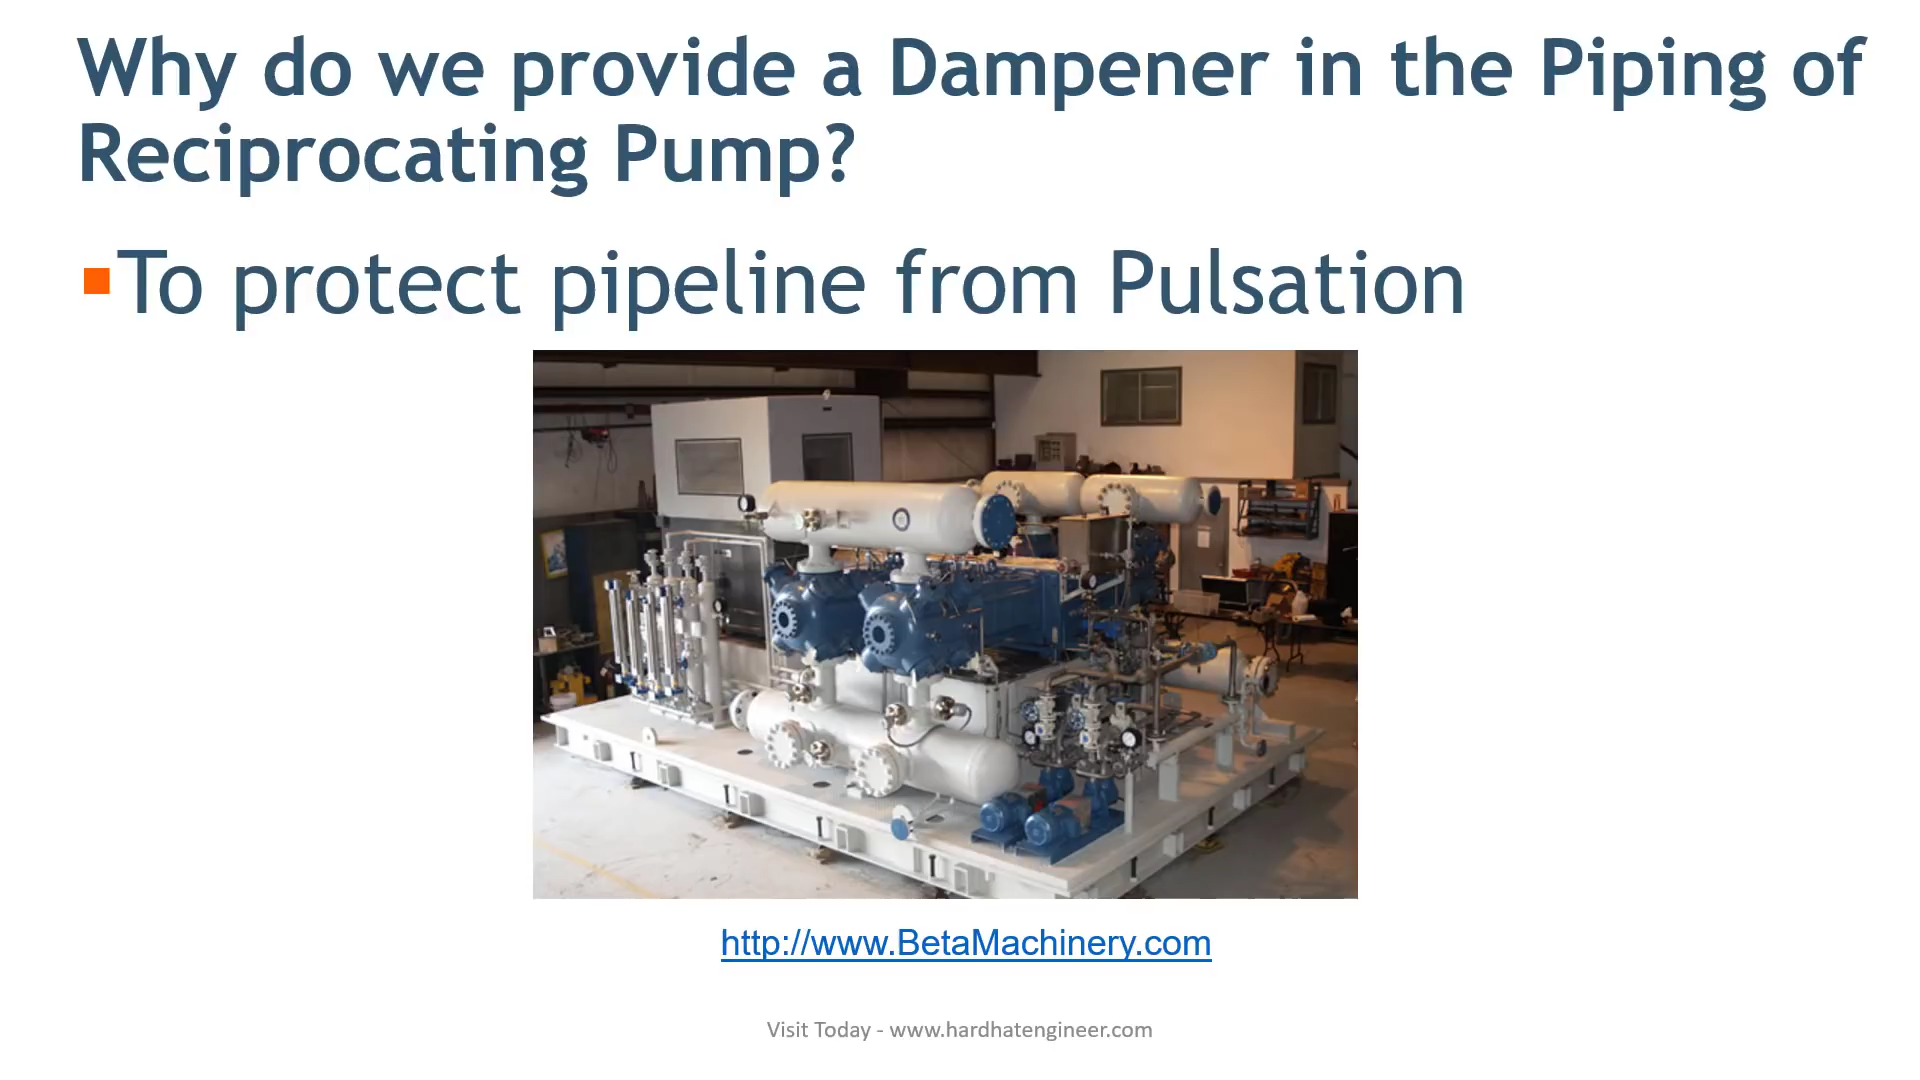 Why do we provide a Dampener in the Piping of
Reciprocating Pump?
To protect pipeline from Pulsation
http://www.BetaMachinery.com
Visit Today - www.hardhatengineer.com